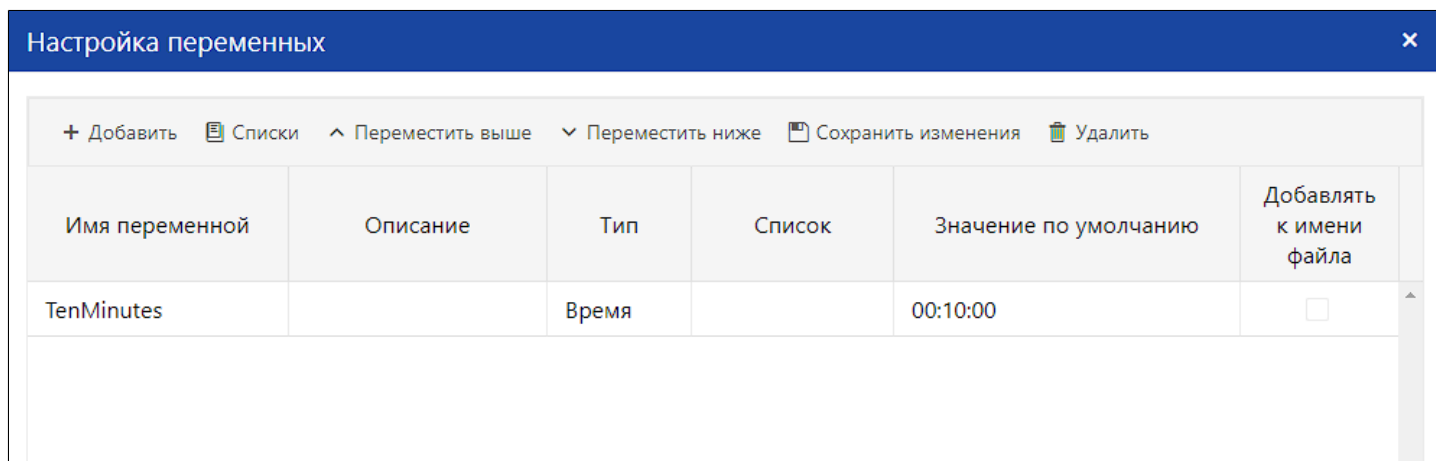 Настройка переменных
Добавить Списки Переместить выше Переместить ниже Сохранить изменения Удалить
Имя переменной Описание Тип Список Значение по умолчанию Добавлять к имени файла
TenMinutes Время 00:10:00